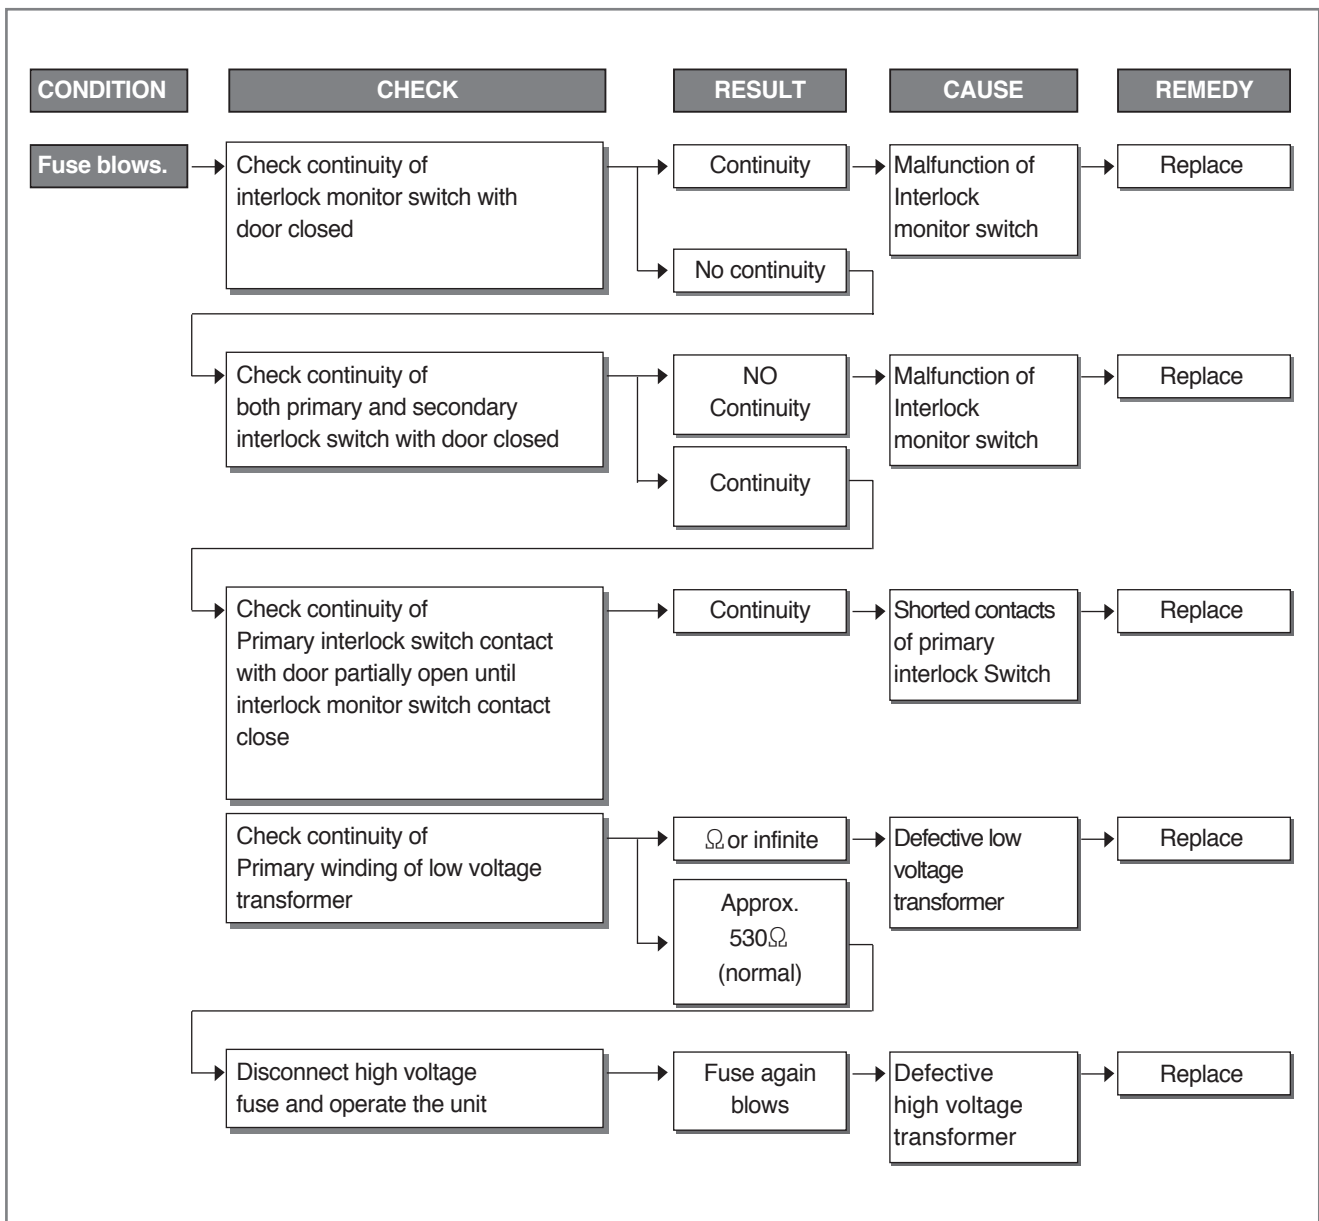 CONDITION
CHECK
RESULT
CAUSE
REMEDY
Fuse blows.
Check continuity of
interlock monitor switch with
door closed
Continuity
Malfunction of
Interlock
monitor switch
Replace
No continuity
Check continuity of
both primary and secondary
interlock switch with door closed
NO
Continuity
Malfunction of
Interlock
monitor switch
Replace
Continuity
Check continuity of
Primary interlock switch contact
with door partially open until
interlock monitor switch contact
close
Continuity
Shorted contacts
of primary
interlock Switch
Replace
Check continuity of
Primary winding of low voltage
transformer
Ω or infinite
Defective low
voltage
transformer
Replace
Approx.
530Ω
(normal)
Disconnect high voltage
fuse and operate the unit
Fuse again
blows
Defective
high voltage
transformer
Replace